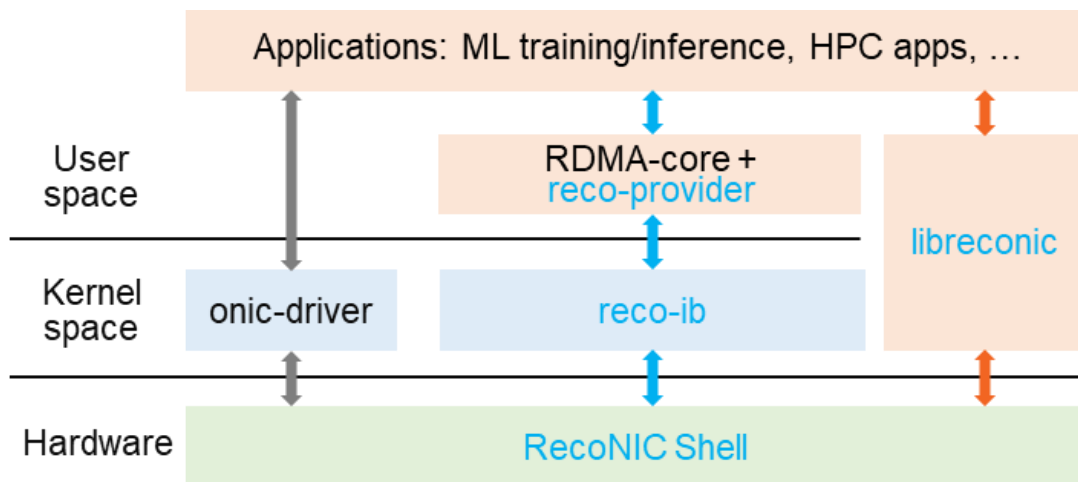 Applications: ML training/inference, HPC apps, …
User
space
RDMA-core +
reco-provider
libreconic
Kernel
space
onic-driver
reco-ib
Hardware
RecoNIC Shell